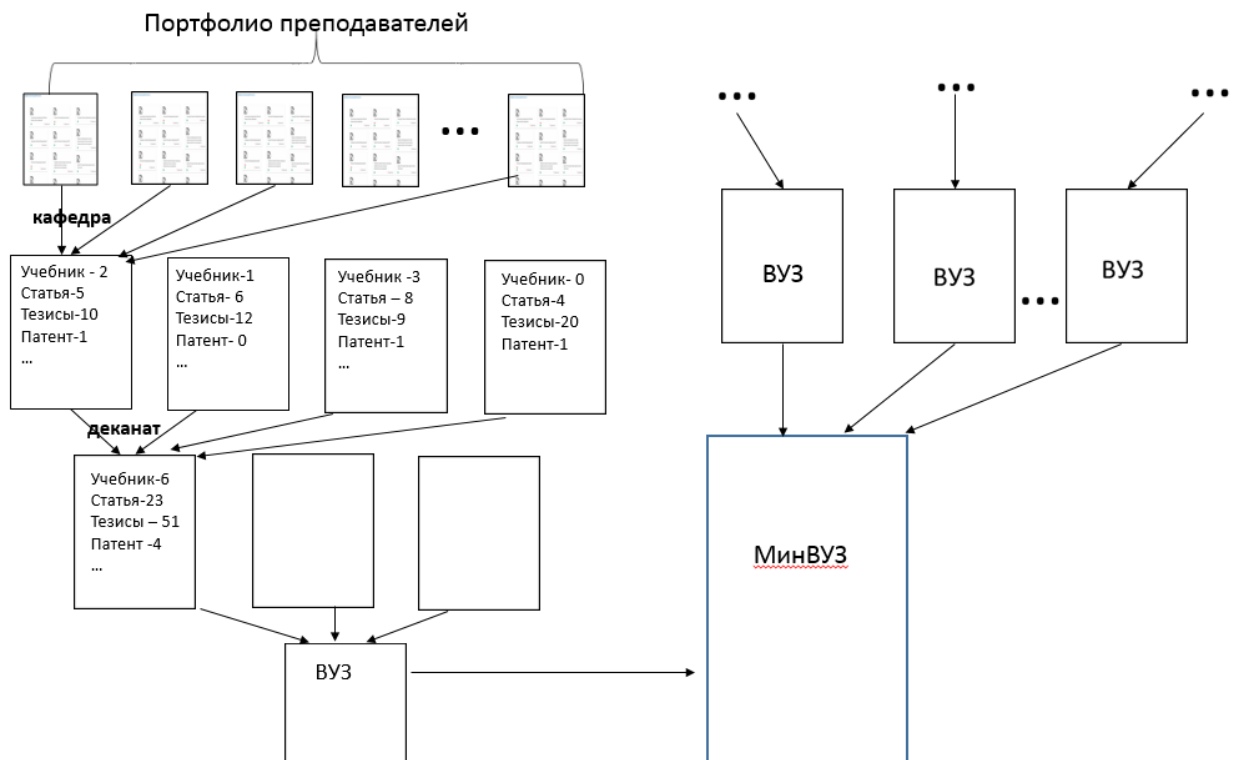 Портфолио преподавателей
...
кафедра
Учебник - 2
Статья-5
Тезисы-10
Патент-1
...
Учебник-1
Статья- 6
Тезисы-12
Патент- 0
...
Учебник -3
Статья – 8
Тезисы-9
Патент-1
...
Учебник- 0
Статья-4
Тезисы-20
Патент-1
деканат
Учебник-6
Статья-23
Тезисы – 51
Патент -4
...
ВУЗ
...
...
...
ВУЗ
ВУЗ
...
ВУЗ
МинВУЗ